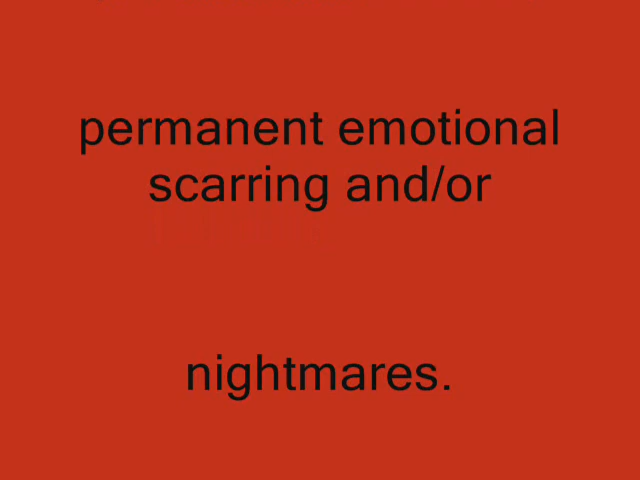 permanent emotional
scarring and/or
nightmares.